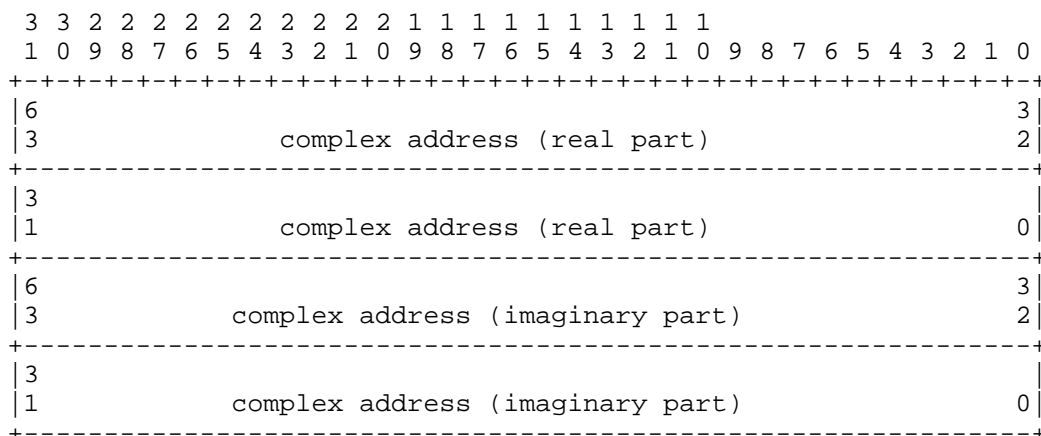 3 3 2 2 2 2 2 2 2 2 2 2 1 1 1 1 1 1 1 1 1 1
 1 0 9 8 7 6 5 4 3 2 1 0 9 8 7 6 5 4 3 2 1 0 9 8 7 6 5 4 3 2 1 0
+-+-+-+-+-+-+-+-+-+-+-+-+-+-+-+-+-+-+-+-+-+-+-+-+-+-+-+-+-+-+-+-+
|6                                                             3|
|3               complex address (real part)                   2|
+---------------------------------------------------------------+
|3                                                              |
|1               complex address (real part)                   0|
+---------------------------------------------------------------+
|6                                                             3|
|3            complex address (imaginary part)                 2|
+---------------------------------------------------------------+
|3                                                              |
|1            complex address (imaginary part)                 0|
+---------------------------------------------------------------+